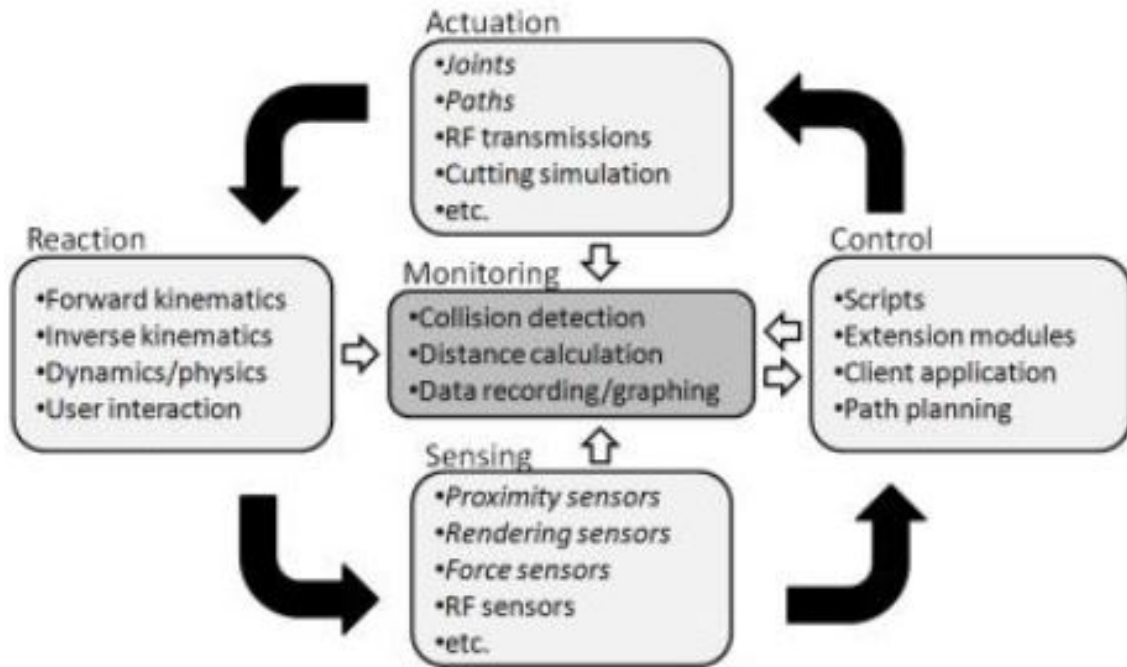 Actuation
•Joints
•Paths
•RF transmissions
•Cutting simulation
•etc.
Reaction
•Forward kinematics
•Inverse kinematics
•Dynamics/physics
•User interaction
Monitoring
•Collision detection
•Distance calculation
•Data recording/graphing
Control
•Scripts
•Extension modules
•Client application
•Path planning
Sensing
•Proximity sensors
•Rendering sensors
•Force sensors
•RF sensors
•etc.